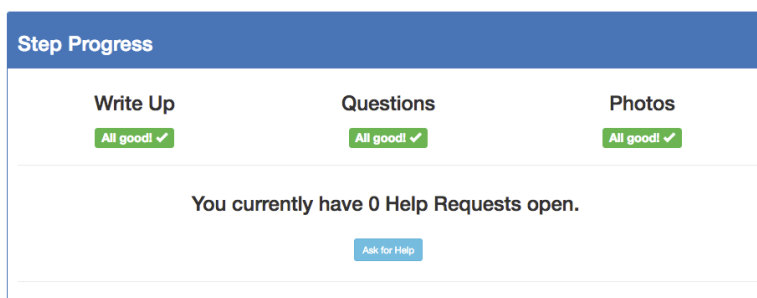 Step Progress
Write Up Questions Photos
All good! All good! All good!
You currently have 0 Help Requests open.
Ask for Help